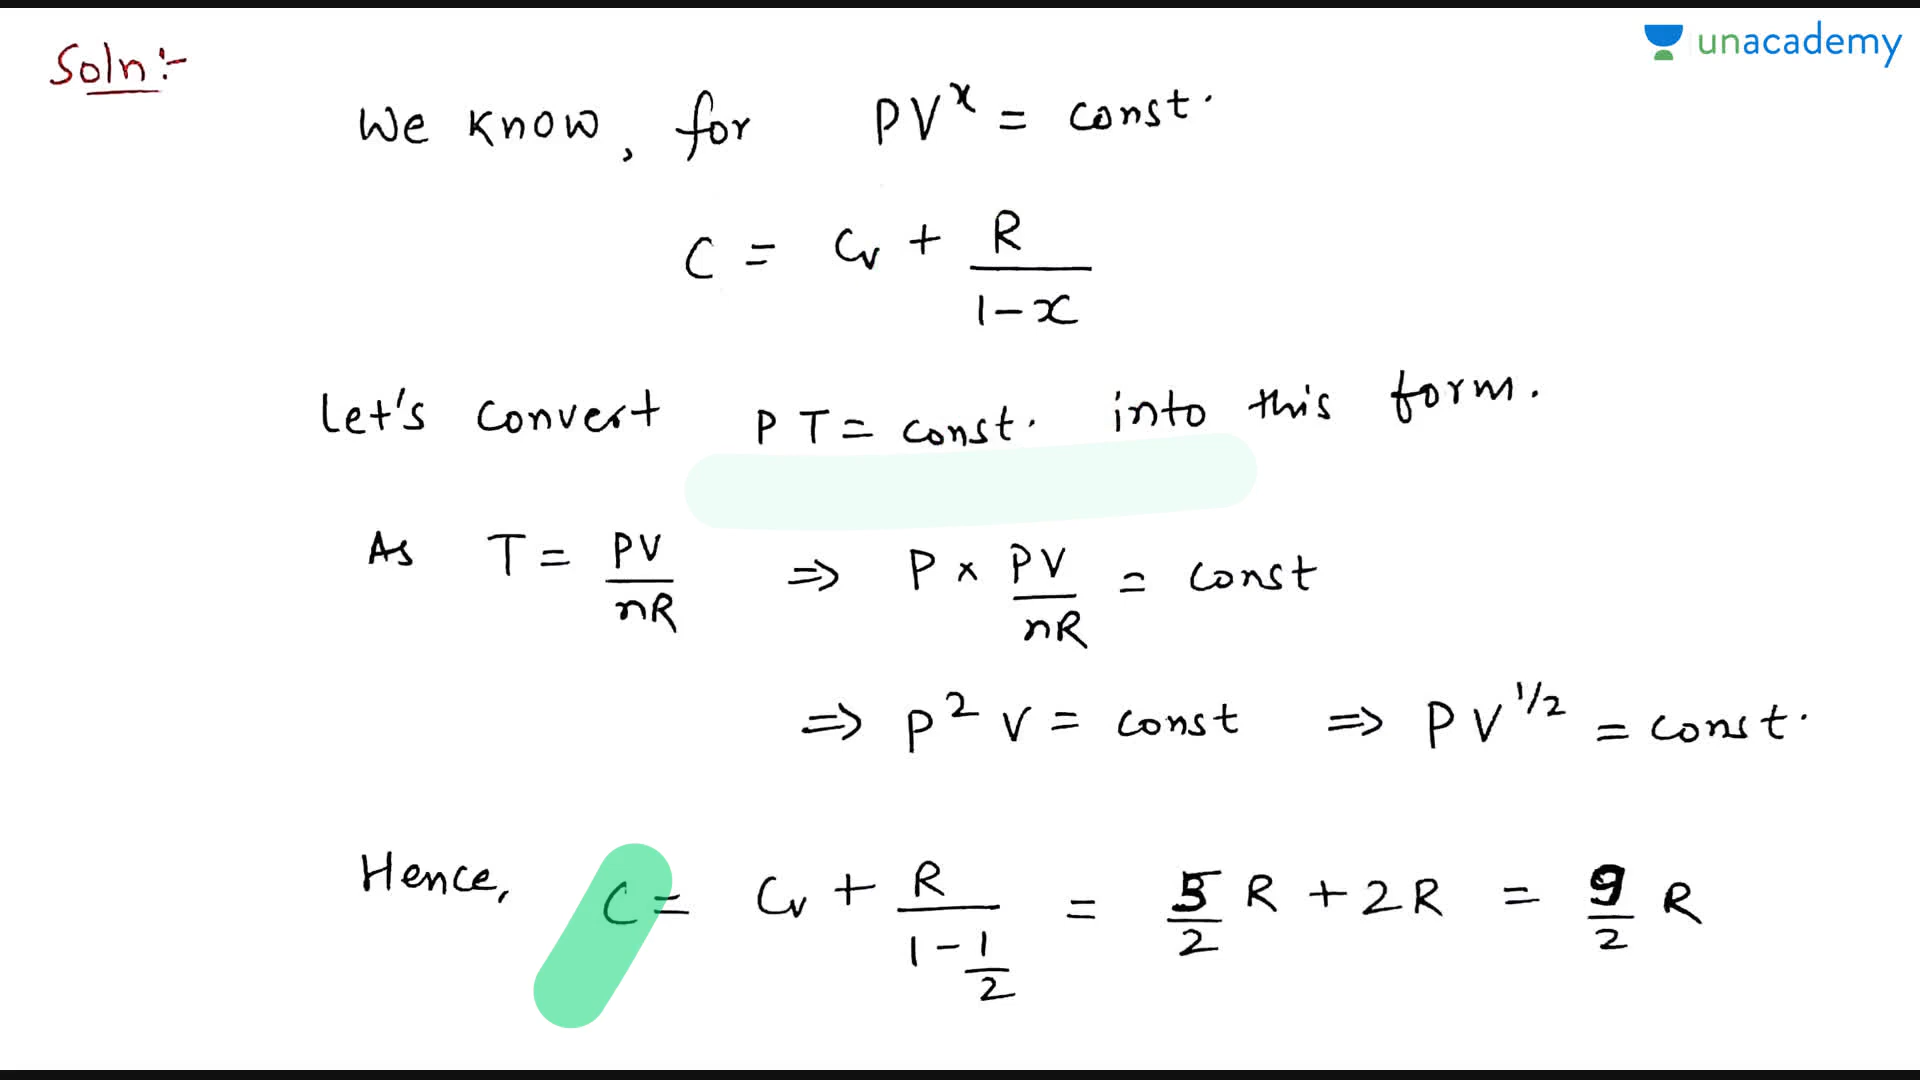 Soln :-
unacademy
We know, for PV^x = const.
C = Cv + R/(1-x)
Let's convert PT = const. into this form.
As T = PV/nR ⇒ P × PV/nR = const
⇒ P²V = const ⇒ PV^1/2 = const.
Hence, C = Cv + R/(1-1/2) = 5/2 R + 2R = 9/2 R